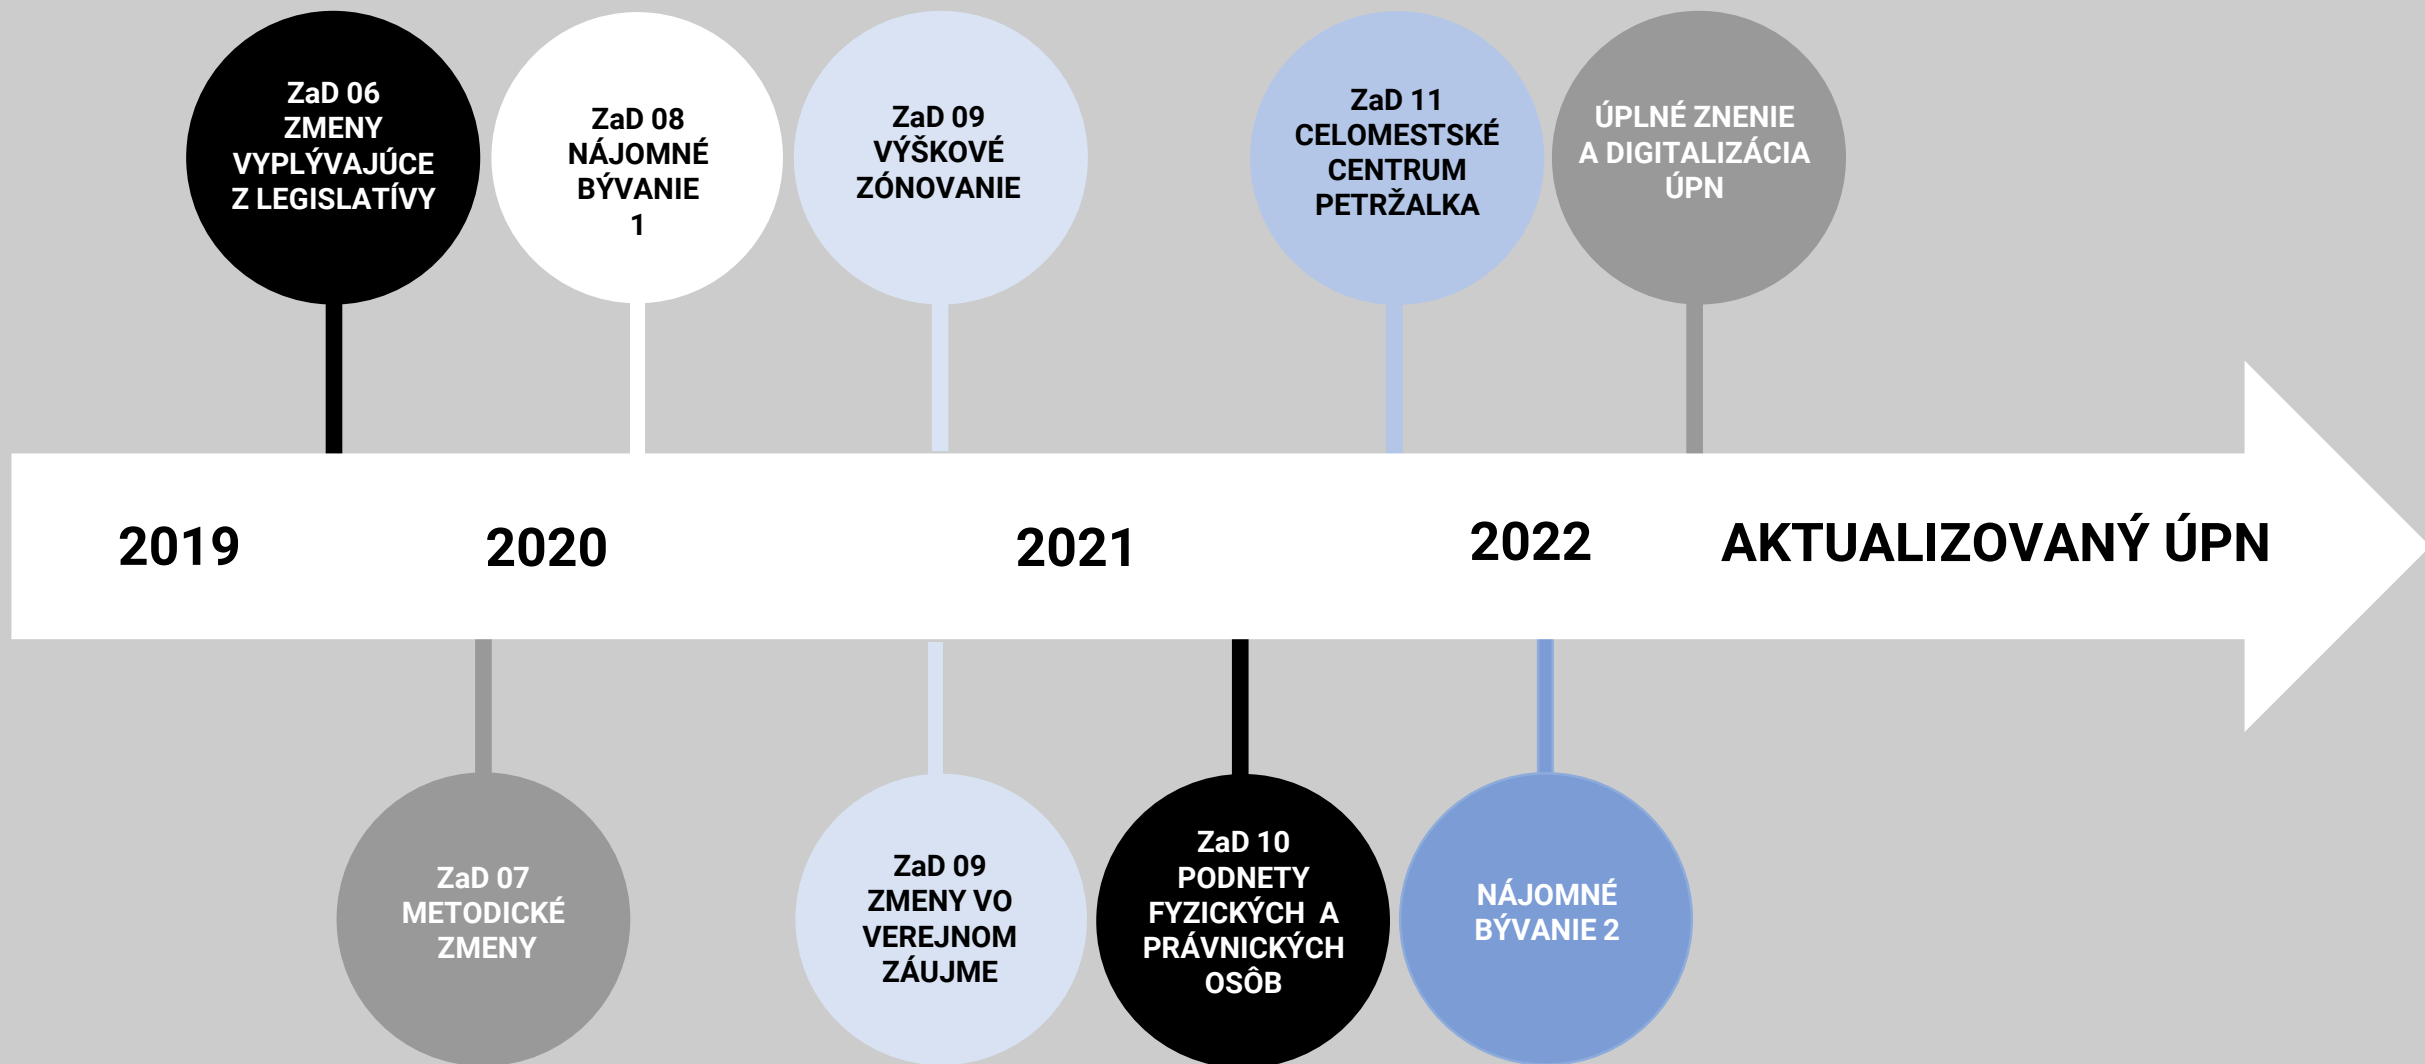 ZaD 06
ZMENY
VYPLÝVAJÚCE
Z LEGISLATÍVY
ZaD 08
NÁJOMNÉ
BÝVANIE
1
ZaD 09
VÝŠKOVÉ
ZÓNOVANIE
ZaD 11
CELOMESTSKÉ
CENTRUM
PETRŽALKA
ÚPLNÉ ZNENIE
A DIGITALIZÁCIA
ÚPN
2019
2020
2021
2022
AKTUALIZOVANÝ ÚPN
ZaD 07
METODICKÉ
ZMENY
ZaD 09
ZMENY VO
VEREJNOM
ZÁUJME
ZaD 10
PODNETY
FYZICKÝCH A
PRÁVNICKÝCH
OSÔB
NÁJOMNÉ
BÝVANIE 2